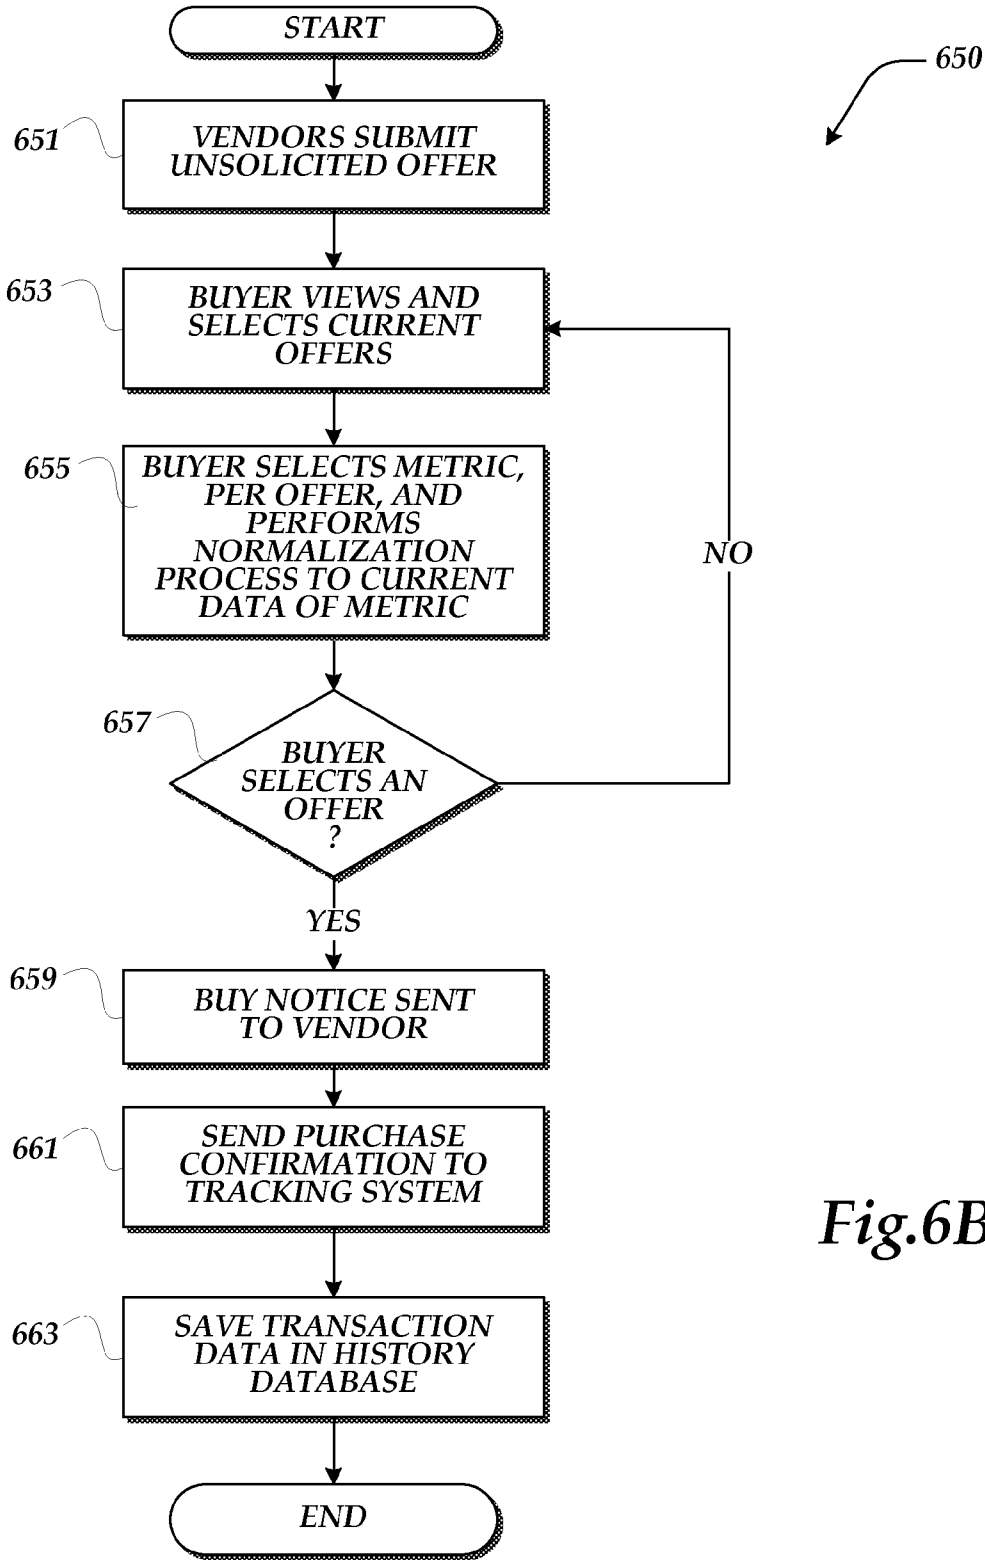 START
650
651
VENDORS SUBMIT
UNSOLICITED OFFER
653
BUYER VIEWS AND
SELECTS CURRENT
OFFERS
655
BUYER SELECTS METRIC,
PER OFFER, AND
PERFORMS
NORMALIZATION
PROCESS TO CURRENT
DATA OF METRIC
NO
657
BUYER
SELECTS AN
OFFER
?
YES
659
BUY NOTICE SENT
TO VENDOR
661
SEND PURCHASE
CONFIRMATION TO
TRACKING SYSTEM
Fig.6B
663
SAVE TRANSACTION
DATA IN HISTORY
DATABASE
END